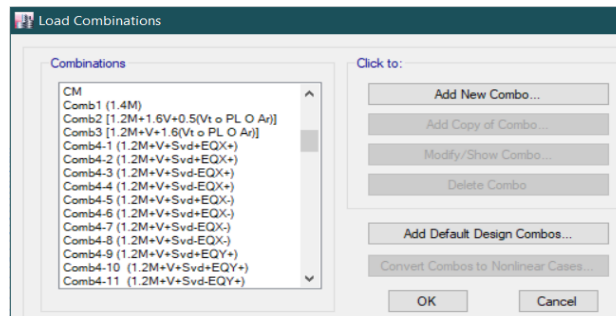 Load Combinations
Combinations
CM
Comb1 (1.4M)
Comb2 [1.2M+1.6V+0.5(Vt o PL O Ar)]
Comb3 [1.2M+V+1.6(Vt o PL O Ar)]
Comb4-1 (1.2M+V+Svd+EQX+)
Comb4-2 (1.2M+V+Svd+EQX+)
Comb4-3 (1.2M+V+Svd-EQX+)
Comb4-4 (1.2M+V+Svd-EQX+)
Comb4-5 (1.2M+V+Svd+EQX-)
Comb4-6 (1.2M+V+Svd+EQX-)
Comb4-7 (1.2M+V+Svd-EQX-)
Comb4-8 (1.2M+V+Svd-EQX-)
Comb4-9 (1.2M+V+Svd+EQY+)
Comb4-10 (1.2M+V+Svd+EQY+)
Comb4-11 (1.2M+V+Svd-EQY+)
Click to:
Add New Combo...
Add Copy of Combo...
Modify/Show Combo...
Delete Combo
Add Default Design Combos...
Convert Combos to Nonlinear Cases...
OK
Cancel